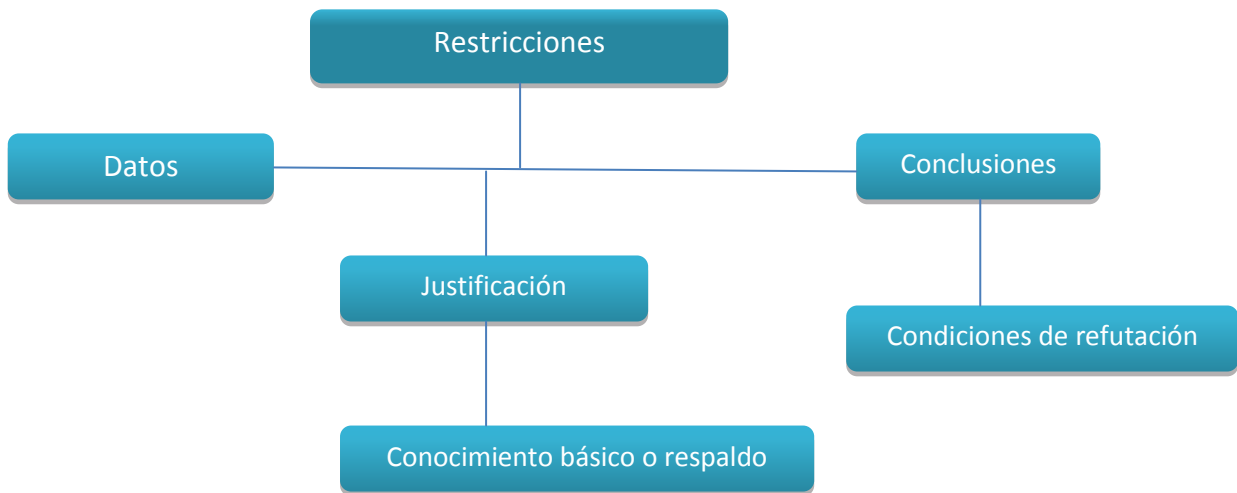 Restricciones
Datos
Conclusiones
Justificación
Condiciones de refutación
Conocimiento básico o respaldo